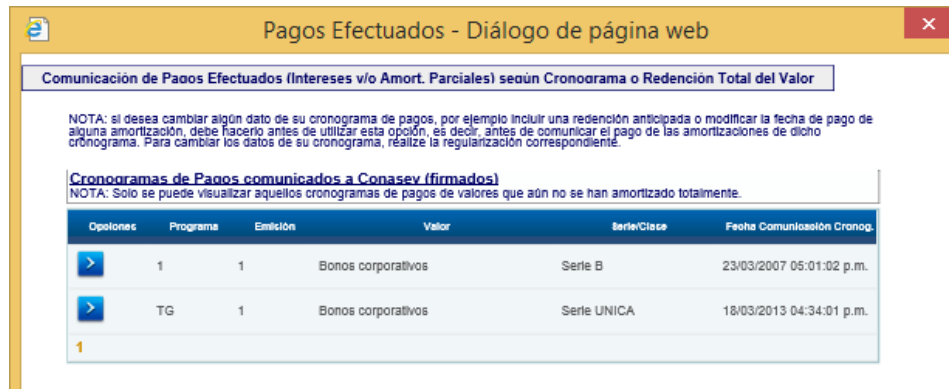 Pagos Efectuados - Diálogo de página web
Comunicación de Pagos Efectuados (Intereses y/o Amort. Parciales) según Cronograma o Redención Total del Valor
NOTA: si desea cambiar algún dato de su cronograma de pagos, por ejemplo incluir una redención anticipada o modificar la fecha de pago de
alguna amortización, debe hacerlo antes de utilizar esta opción, es decir, antes de comunicar el pago de las amortizaciones de dicho
cronograma. Para cambiar los datos de su cronograma, realize la regularización correspondiente.
Cronogramas de Pagos comunicados a Conasev (firmados)
NOTA: Solo se puede visualizar aquellos cronogramas de pagos de valores que aún no se han amortizado totalmente.
Opciones Programa Emisión Valor Serie/Clase Fecha Comunicación Cronog.
1 1 Bonos corporativos Serie B 23/03/2007 05:01:02 p.m.
TG 1 Bonos corporativos Serie UNICA 18/03/2013 04:34:01 p.m.
1